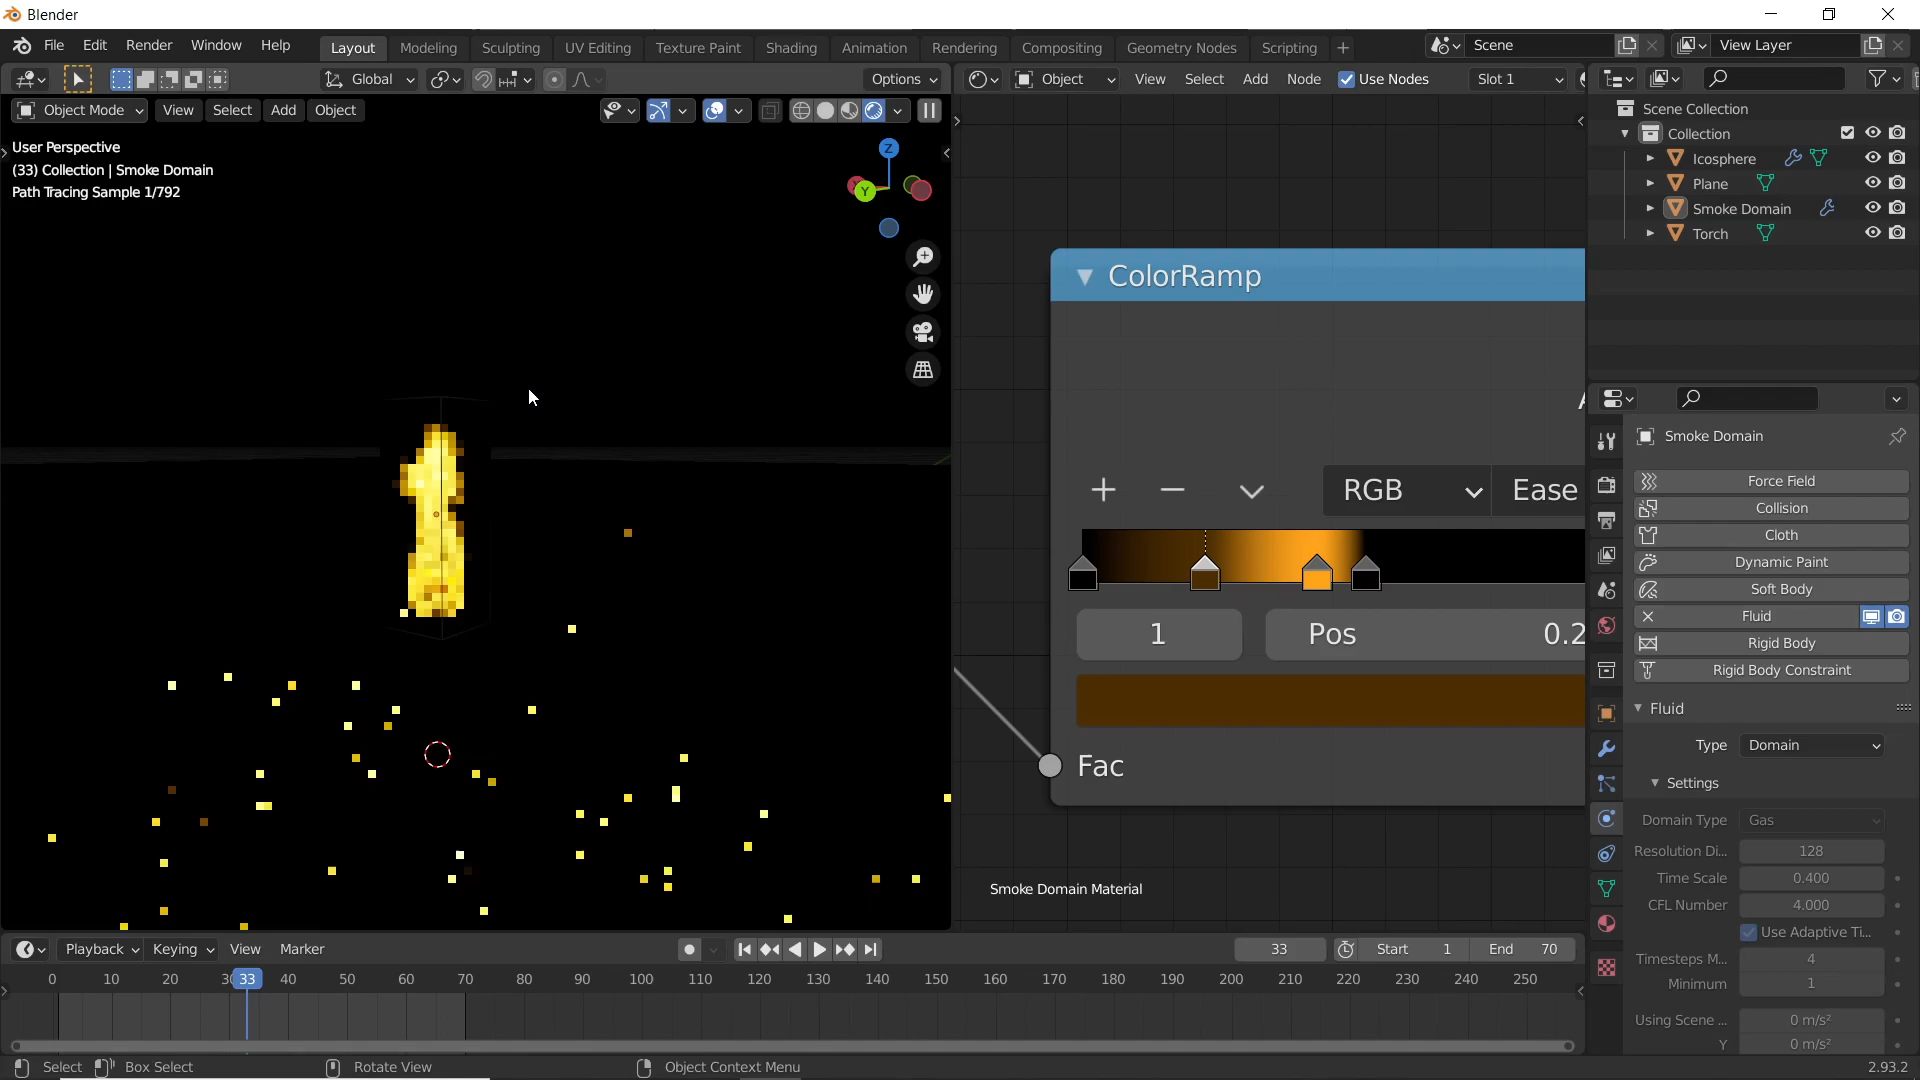 Blender
File Edit Render Window Help Layout Modeling Sculpting UV Editing Texture Paint Shading Animation Rendering Compositing Geometry Nodes Scripting + Scene View Layer
Global Options Object View Select Add Node Use Nodes Slot 1
Object Mode View Select Add Object
User Perspective
(33) Collection | Smoke Domain
Path Tracing Sample 1/792
Z
Y
Scene Collection
Collection
Icosphere
Plane
Smoke Domain
Torch
ColorRamp
RGB Ease
1 Pos 0.2
Fac
Smoke Domain Material
Smoke Domain
Force Field
Collision
Cloth
Dynamic Paint
Soft Body
Fluid
Rigid Body
Rigid Body Constraint
Fluid
Type Domain
Settings
Domain Type Gas
Resolution Di... 128
Time Scale 0.400
CFL Number 4.000
Use Adaptive Ti...
Timesteps M... 4
Minimum 1
Using Scene ... 0 m/s²
Y 0 m/s²
Playback Keying View Marker 33 Start 1 End 70
0 10 20 3 33 40 50 60 70 80 90 100 110 120 130 140 150 160 170 180 190 200 210 220 230 240 250
Select Box Select Rotate View Object Context Menu 2.93.2